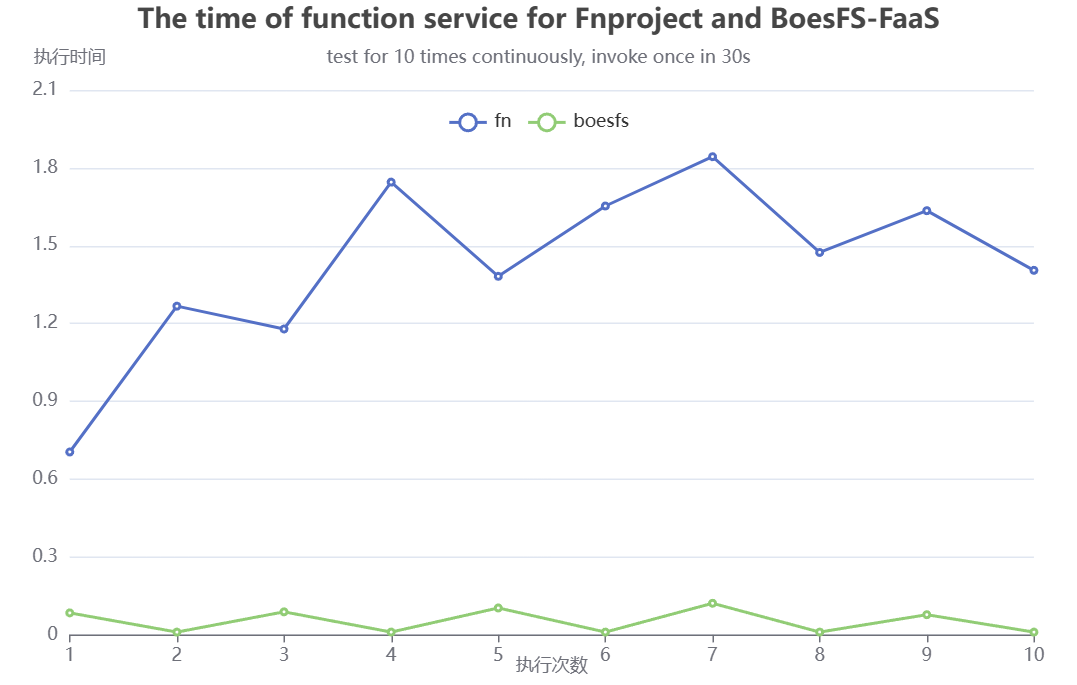 The time of function service for Fnproject and BoesFS-FaaS
执行时间
test for 10 times continuously, invoke once in 30s
2.1
fn
boesfs
1.8
1.5
1.2
0.9
0.6
0.3
0
1 2 3 4 5 6 7 8 9 10
执行次数